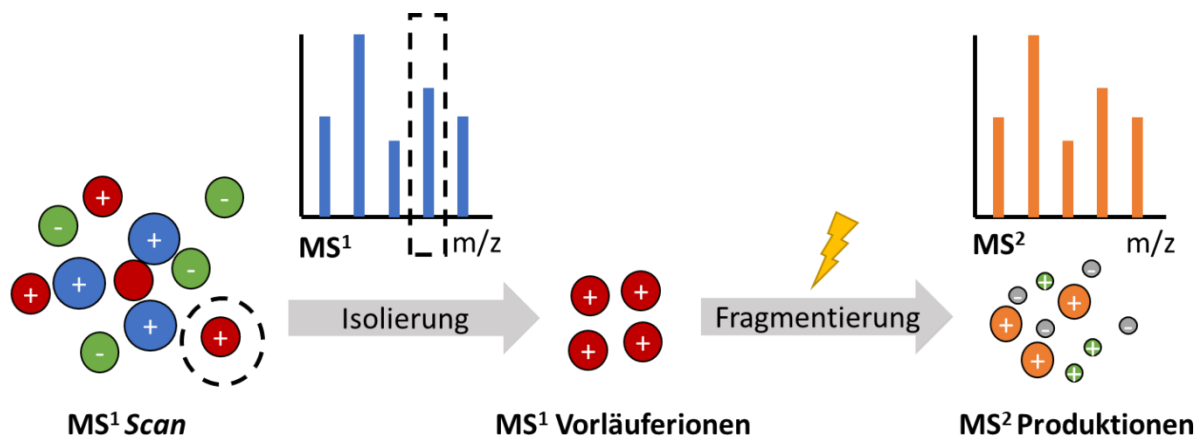 MS¹ m/z
MS² m/z
+ - - + + - + + + - +
Isolierung
+ + + +
Fragmentierung
- + - + + - - + + +
MS¹ Scan
MS¹ Vorläuferionen
MS² Produktionen